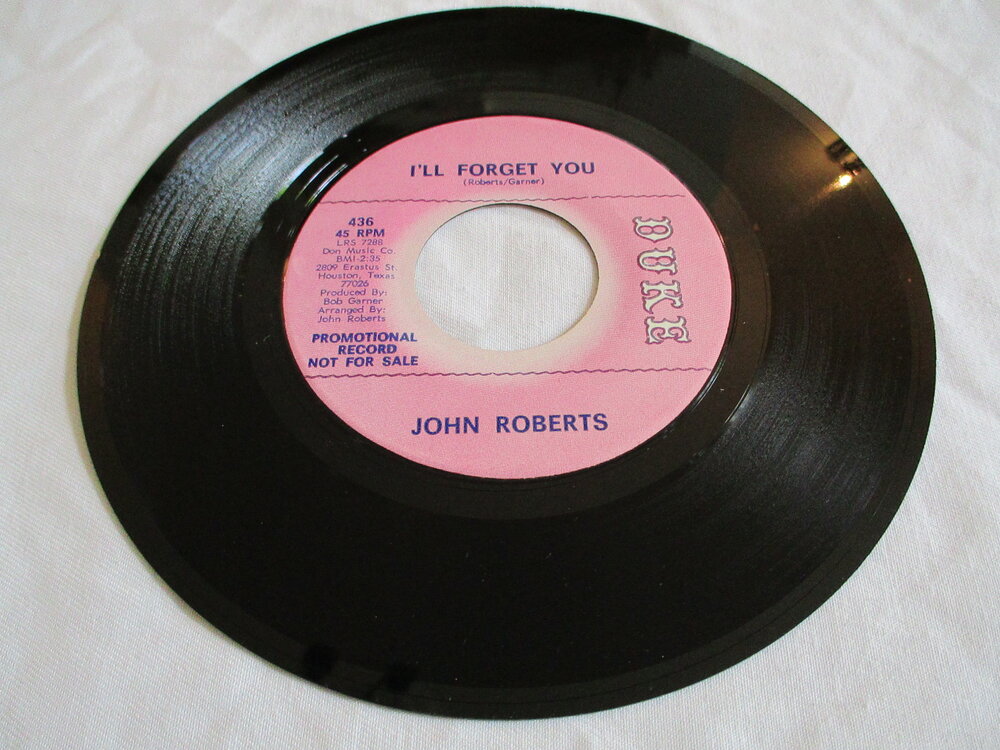 I'LL FORGET YOU
(Roberts/Garner)
436
45 RPM
LRS 7288
Don Music Co.
BMI-2:35
2809 Erastus St.
Houston, Texas
77026
Produced By:
Bob Garner
Arranged By:
John Roberts
PROMOTIONAL
RECORD
NOT FOR SALE
DUKE
JOHN ROBERTS